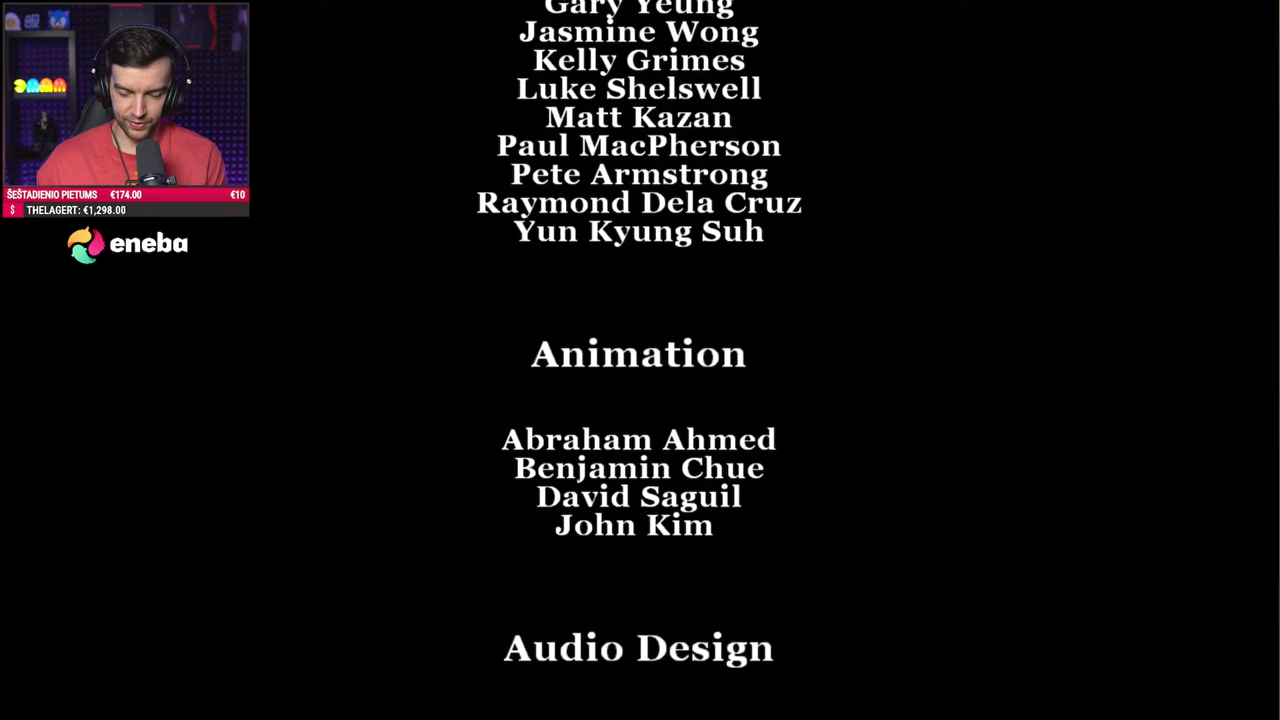 Gary Yeung
Jasmine Wong
Kelly Grimes
Luke Shelswell
Matt Kazan
Paul MacPherson
Pete Armstrong
Raymond Dela Cruz
Yun Kyung Suh
ŠEŠTADIENIO PIETUMS €174.00 €10
$ THELAGERT: €1,298.00
eneba
Animation
Abraham Ahmed
Benjamin Chue
David Saguil
John Kim
Audio Design